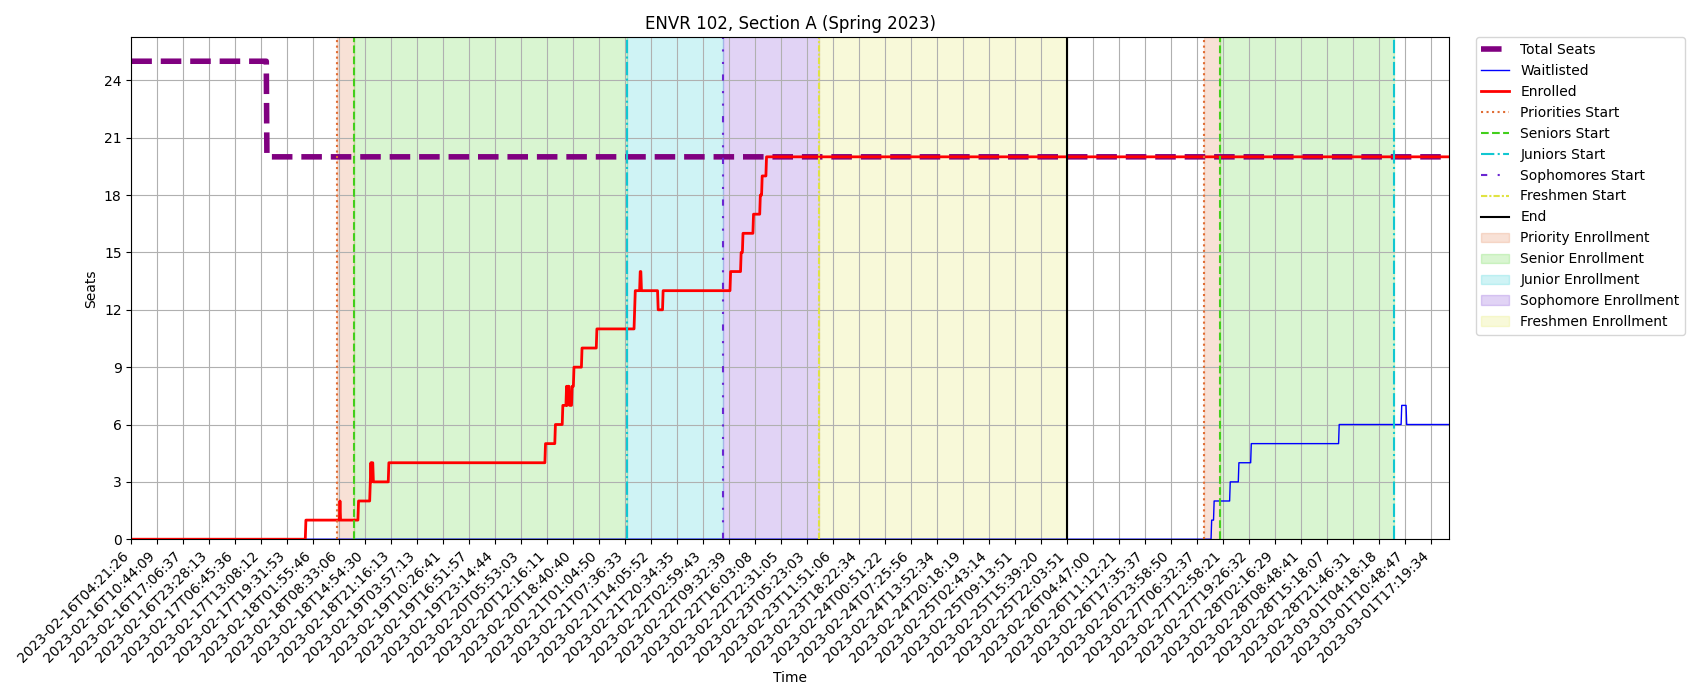 ENVR 102, Section A (Spring 2023)
Seats
24
21
18
15
12
9
6
3
0
2023-02-16T04:21:26
2023-02-16T10:44:09
2023-02-16T17:06:37
2023-02-16T23:28:13
2023-02-17T06:45:36
2023-02-17T13:08:12
2023-02-17T19:31:53
2023-02-18T01:55:46
2023-02-18T08:33:06
2023-02-18T14:54:30
2023-02-18T21:16:13
2023-02-19T03:57:13
2023-02-19T10:26:41
2023-02-19T16:51:57
2023-02-19T23:14:44
2023-02-20T05:53:03
2023-02-20T12:16:11
2023-02-20T18:40:40
2023-02-21T01:04:50
2023-02-21T07:36:33
2023-02-21T14:05:52
2023-02-21T20:34:35
2023-02-22T02:59:43
2023-02-22T09:32:39
2023-02-22T16:03:08
2023-02-22T22:31:05
2023-02-23T05:23:03
2023-02-23T11:51:06
2023-02-23T18:22:34
2023-02-24T00:51:22
2023-02-24T07:25:56
2023-02-24T13:52:34
2023-02-24T20:18:19
2023-02-25T02:43:14
2023-02-25T09:13:51
2023-02-25T15:39:20
2023-02-25T22:03:51
2023-02-26T04:47:00
2023-02-26T11:12:21
2023-02-26T17:35:37
2023-02-26T23:58:50
2023-02-27T06:32:37
2023-02-27T12:58:21
2023-02-27T19:26:32
2023-02-28T02:16:29
2023-02-28T08:48:41
2023-02-28T15:18:07
2023-02-28T21:46:31
2023-03-01T04:18:18
2023-03-01T10:48:47
2023-03-01T17:19:34
Time
Total Seats
Waitlisted
Enrolled
Priorities Start
Seniors Start
Juniors Start
Sophomores Start
Freshmen Start
End
Priority Enrollment
Senior Enrollment
Junior Enrollment
Sophomore Enrollment
Freshmen Enrollment